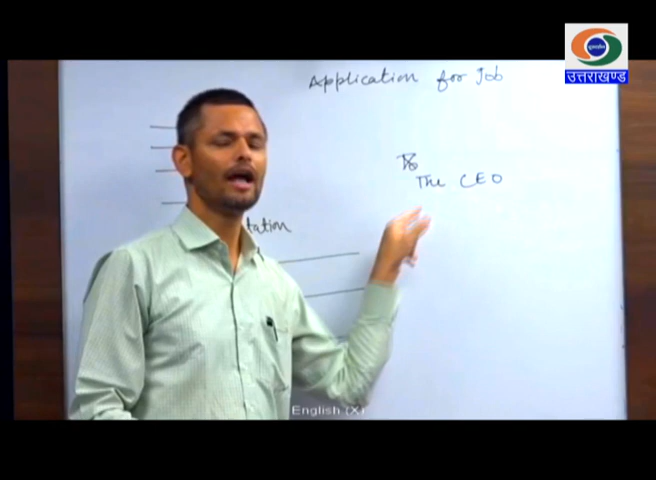 उत्तराखण्ड
Application for Job
To
The CEO
tation
English (X)